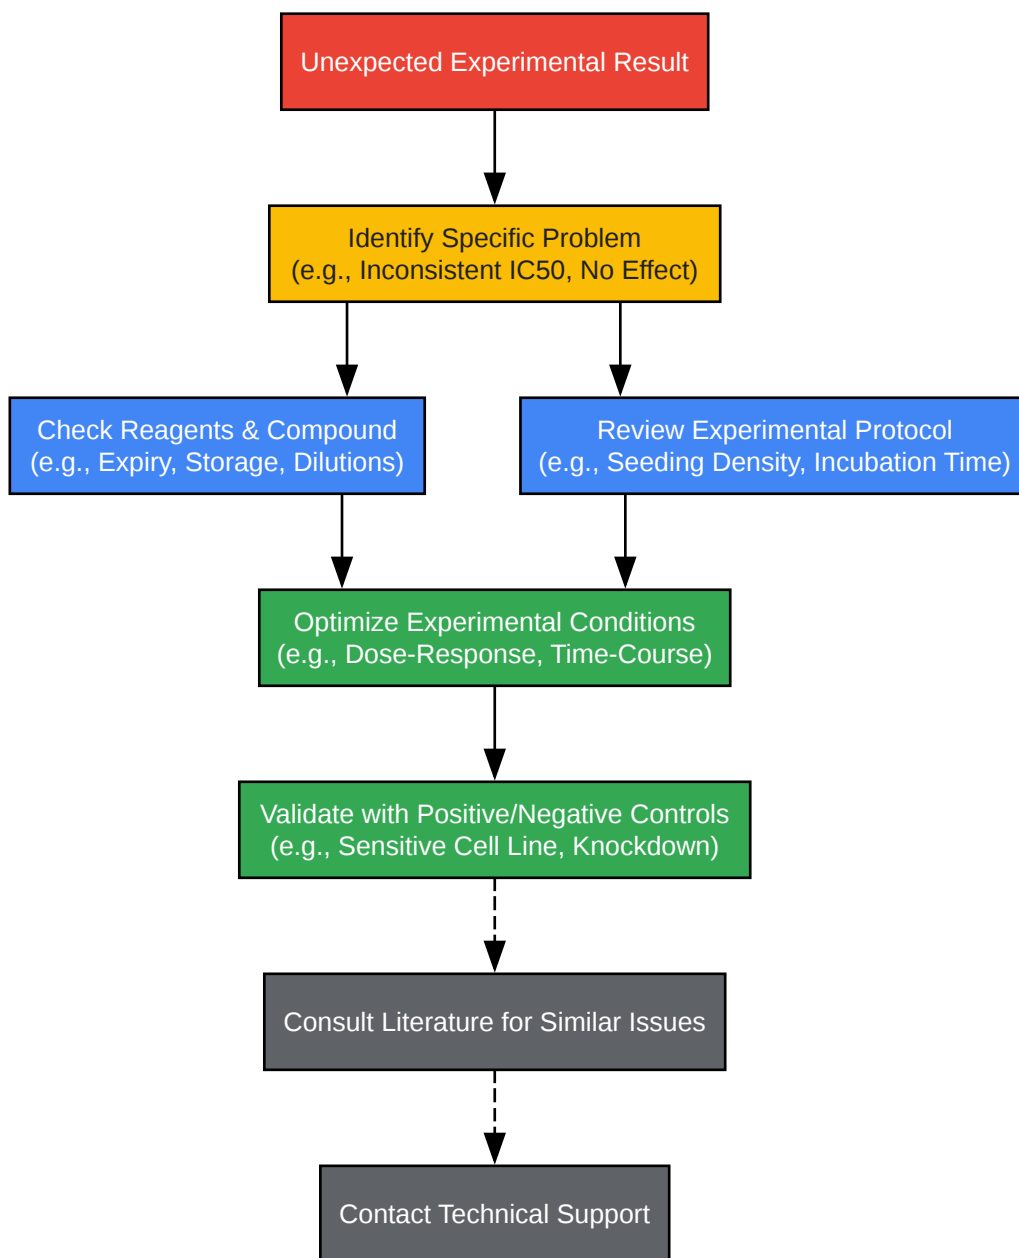 Unexpected Experimental Result
Identify Specific Problem
(e.g., Inconsistent IC50, No Effect)
Check Reagents & Compound
(e.g., Expiry, Storage, Dilutions)
Review Experimental Protocol
(e.g., Seeding Density, Incubation Time)
Optimize Experimental Conditions
(e.g., Dose-Response, Time-Course)
Validate with Positive/Negative Controls
(e.g., Sensitive Cell Line, Knockdown)
Consult Literature for Similar Issues
Contact Technical Support